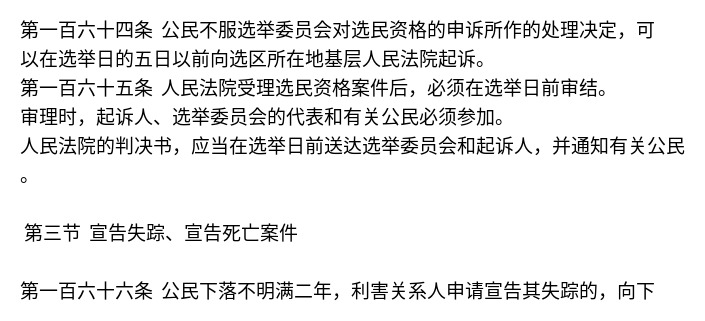 第一百六十四条 公民不服选举委员会对选民资格的申诉所作的处理决定，可
以在选举日的五日以前向选区所在地基层人民法院起诉。
第一百六十五条 人民法院受理选民资格案件后，必须在选举日前审结。
审理时，起诉人、选举委员会的代表和有关公民必须参加。
人民法院的判决书，应当在选举日前送达选举委员会和起诉人，并通知有关公民
。
第三节 宣告失踪、宣告死亡案件
第一百六十六条 公民下落不明满二年，利害关系人申请宣告其失踪的，向下